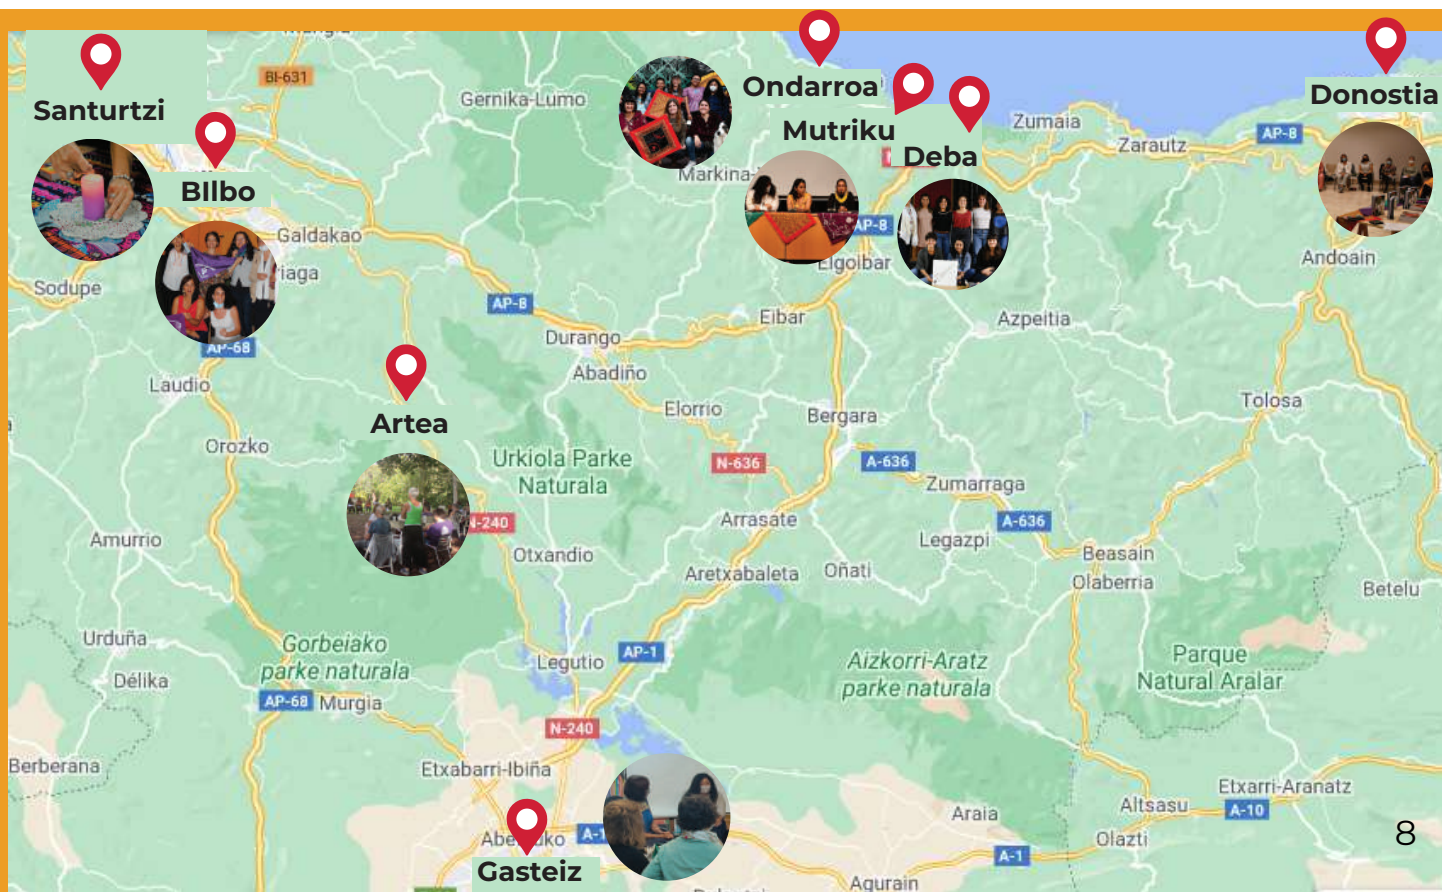 BI-631
Santurtzi
Gernika-Lumo
Ondarroa
Donostia
Mutriku
Zumaia
AP-8
Zarautz
Deba
BIlbo
Galdakao
AP-8
Andoain
Elgoibar
Sodupe
AP-8
Eibar
Azpeitia
Durango
AP-68
Abadiño
Laudio
Elorrio
Bergara
Tolosa
Artea
Orozko
Urkiola Parke
Naturala
N-636
A-636
Zumarraga
N-240
Arrasate
A-636
Amurrio
Otxandio
Legazpi
Beasain
Aretxabaleta
Oñati
Olaberria
Betelu
Urduña
Gorbeiako
parke naturala
Legutio
AP-1
Aizkorri-Aratz
parke naturala
Parque
Natural Aralar
Délika
AP-68
Murgia
N-240
Berberana
Etxabarri-Ibiña
Etxarri-Aranatz
Araia
Altsasu
A-10
Olazti
8
A-1
Gasteiz
Agurain